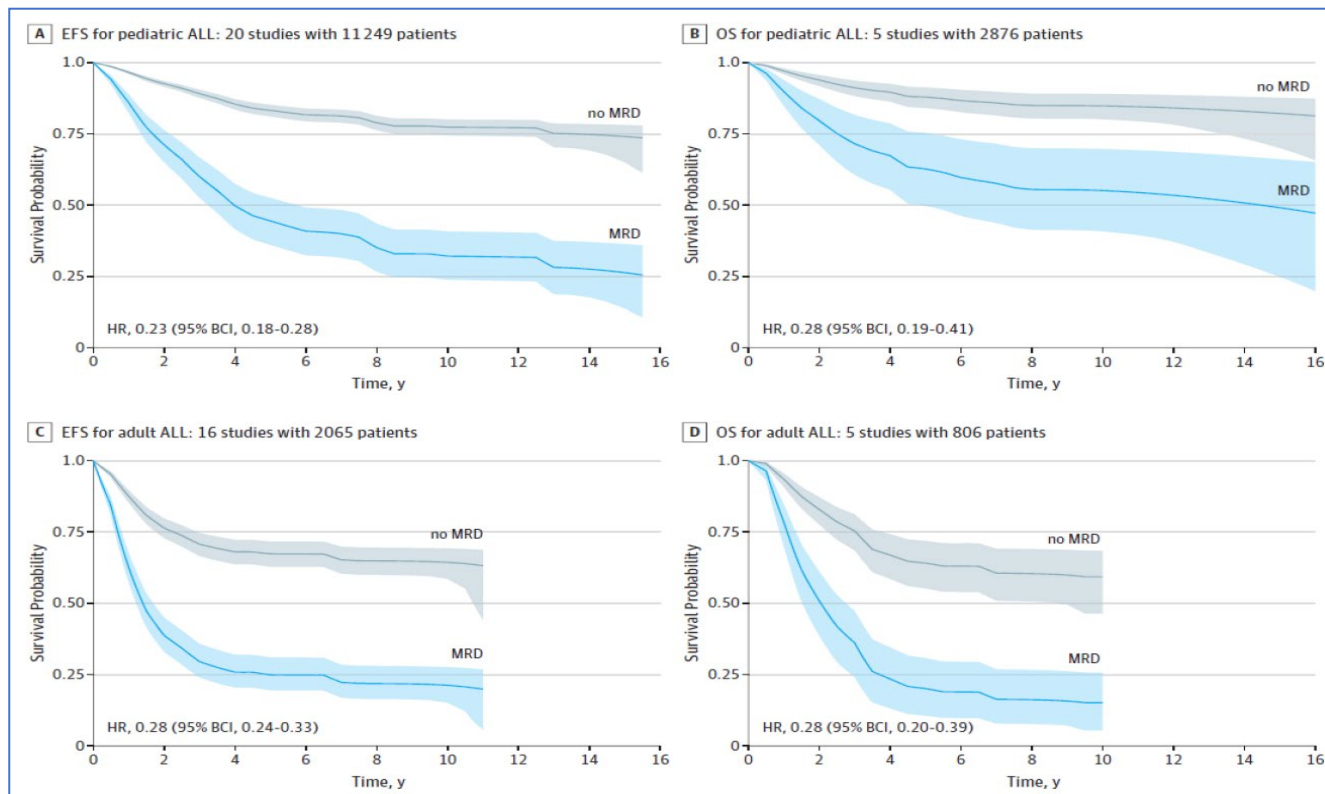 A EFS for pediatric ALL: 20 studies with 11 249 patients
1.0
0.75
0.50
0.25
0
Survival Probability
no MRD
MRD
HR, 0.23 (95% BCI, 0.18-0.28)
0 2 4 6 8 10 12 14 16
Time, y
B OS for pediatric ALL: 5 studies with 2876 patients
1.0
0.75
0.50
0.25
0
Survival Probability
no MRD
MRD
HR, 0.28 (95% BCI, 0.19-0.41)
0 2 4 6 8 10 12 14 16
Time, y
C EFS for adult ALL: 16 studies with 2065 patients
1.0
0.75
0.50
0.25
0
Survival Probability
no MRD
MRD
HR, 0.28 (95% BCI, 0.24-0.33)
0 2 4 6 8 10 12 14 16
Time, y
D OS for adult ALL: 5 studies with 806 patients
1.0
0.75
0.50
0.25
0
Survival Probability
no MRD
MRD
HR, 0.28 (95% BCI, 0.20-0.39)
0 2 4 6 8 10 12 14 16
Time, y